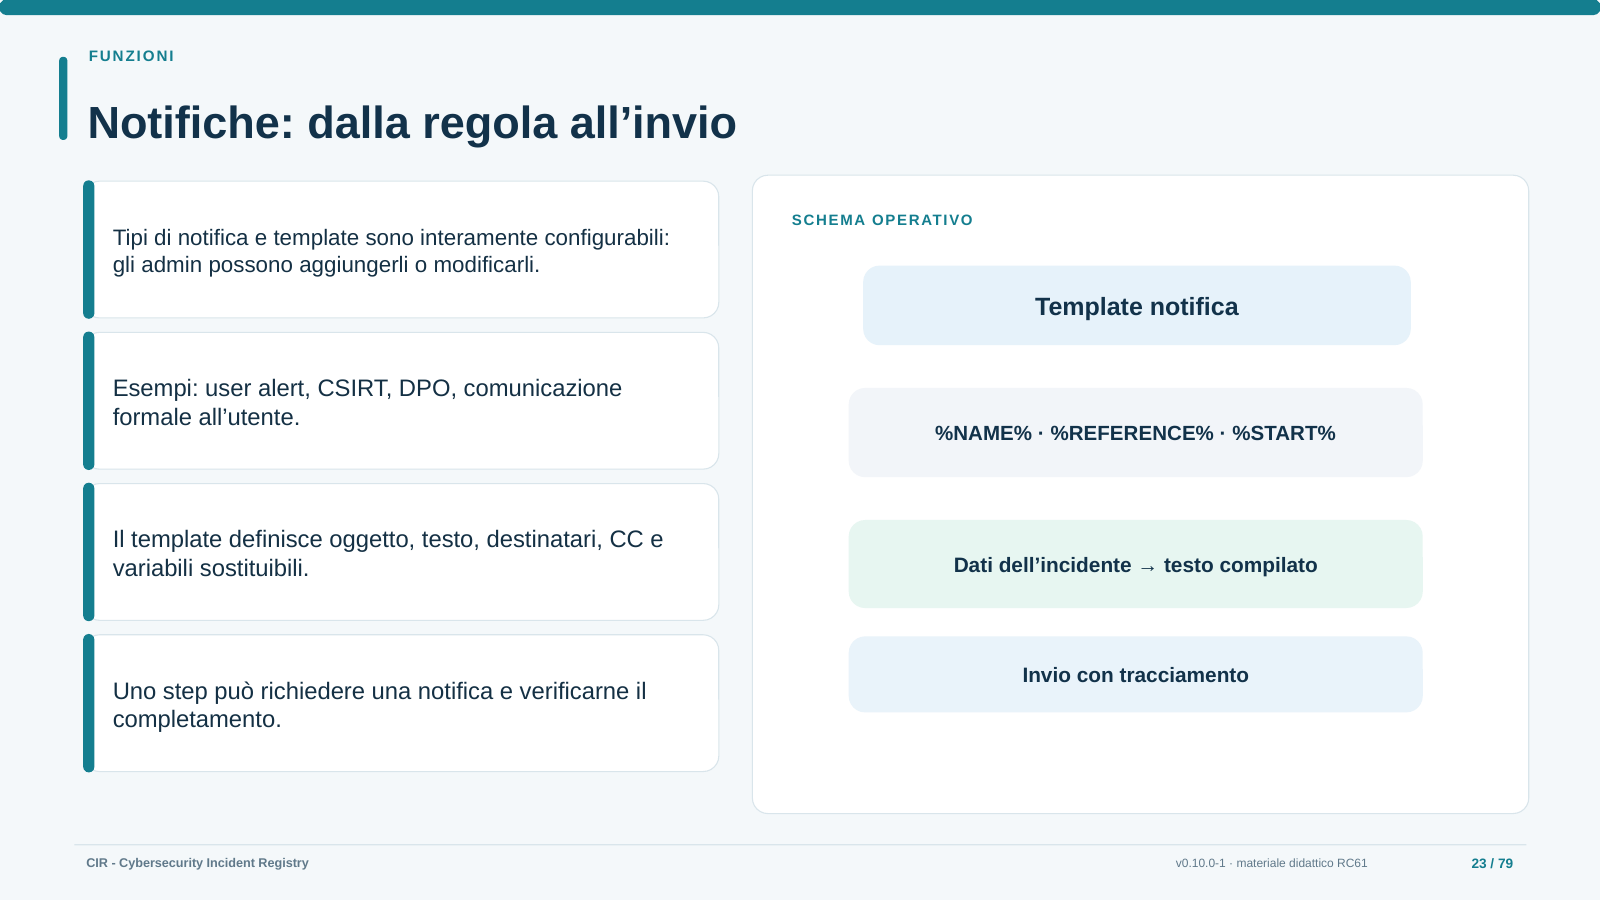 FUNZIONI
Notifiche: dalla regola all’invio
Tipi di notifica e template sono interamente configurabili:
gli admin possono aggiungerli o modificarli.
Esempi: user alert, CSIRT, DPO, comunicazione
formale all’utente.
Il template definisce oggetto, testo, destinatari, CC e
variabili sostituibili.
Uno step può richiedere una notifica e verificarne il
completamento.
SCHEMA OPERATIVO
Template notifica
%NAME% · %REFERENCE% · %START%
Dati dell’incidente → testo compilato
Invio con tracciamento
CIR - Cybersecurity Incident Registry
v0.10.0-1 · materiale didattico RC61
23 / 79